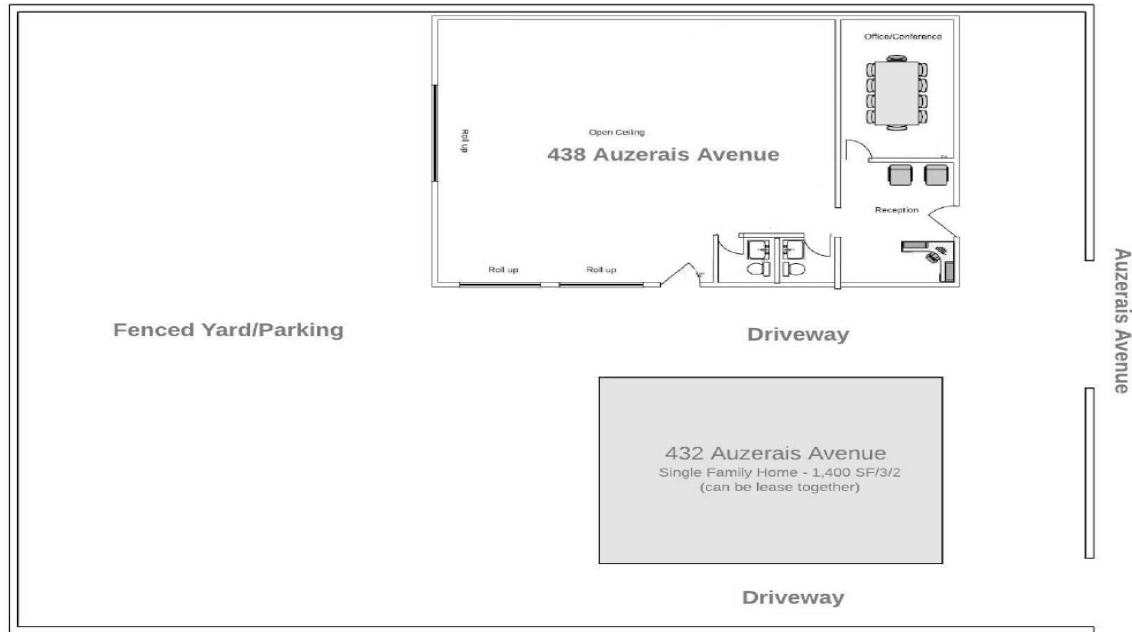 Office/Conference
Roll up
Open Ceiling
438 Auzerais Avenue
Reception
Roll up
Roll up
Auzerais Avenue
Fenced Yard/Parking
Driveway
432 Auzerais Avenue
Single Family Home - 1,400 SF/3/2
(can be lease together)
Driveway